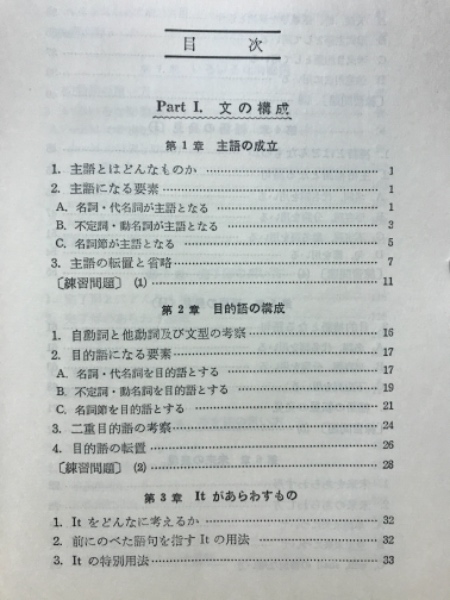 目 次
Part I. 文の構成
第1章 主語の成立
1. 主語とはどんなものか …… 1
2. 主語になる要素 …… 1
A. 名詞・代名詞が主語となる …… 1
B. 不定詞・動名詞が主語となる …… 3
C. 名詞節が主語となる …… 5
3. 主語の転置と省略 …… 7
〔練習問題〕 (1) …… 11
第2章 目的語の構成
1. 自動詞と他動詞及び文型の考察 …… 16
2. 目的語になる要素 …… 17
A. 名詞・代名詞を目的語とする …… 17
B. 不定詞・動名詞を目的語とする …… 19
C. 名詞節を目的語とする …… 21
3. 二重目的語の考察 …… 24
4. 目的語の転置 …… 26
〔練習問題〕 (2) …… 28
第3章 It があらわすもの
1. It をどんなに考えるか …… 32
2. 前にのべた語句を指す It の用法 …… 32
3. It の特別用法 …… 33